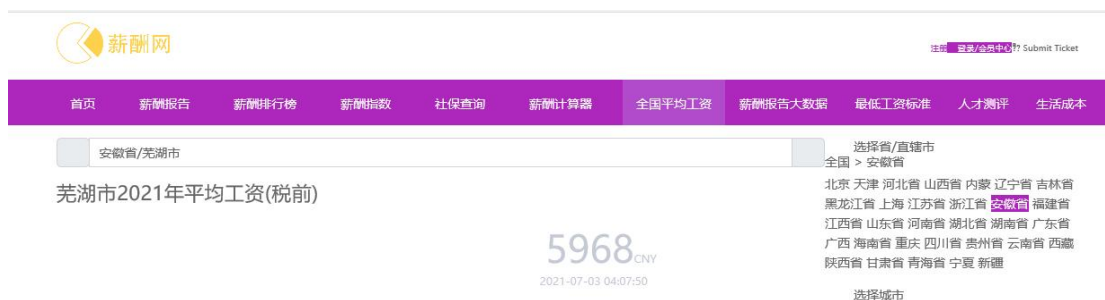 薪酬网
注册 登录/会员中心 ⁇ Submit Ticket
首页 薪酬报告 薪酬排行榜 薪酬指数 社保查询 薪酬计算器 全国平均工资 薪酬报告大数据 最低工资标准 人才测评 生活成本
安徽省/芜湖市
芜湖市2021年平均工资(税前)
5968CNY
2021-07-03 04:07:50
选择省/直辖市
全国 > 安徽省
北京 天津 河北省 山西省 内蒙 辽宁省 吉林省
黑龙江省 上海 江苏省 浙江省 安徽省 福建省
江西省 山东省 河南省 湖北省 湖南省 广东省
广西 海南省 重庆 四川省 贵州省 云南省 西藏
陕西省 甘肃省 青海省 宁夏 新疆
选择城市